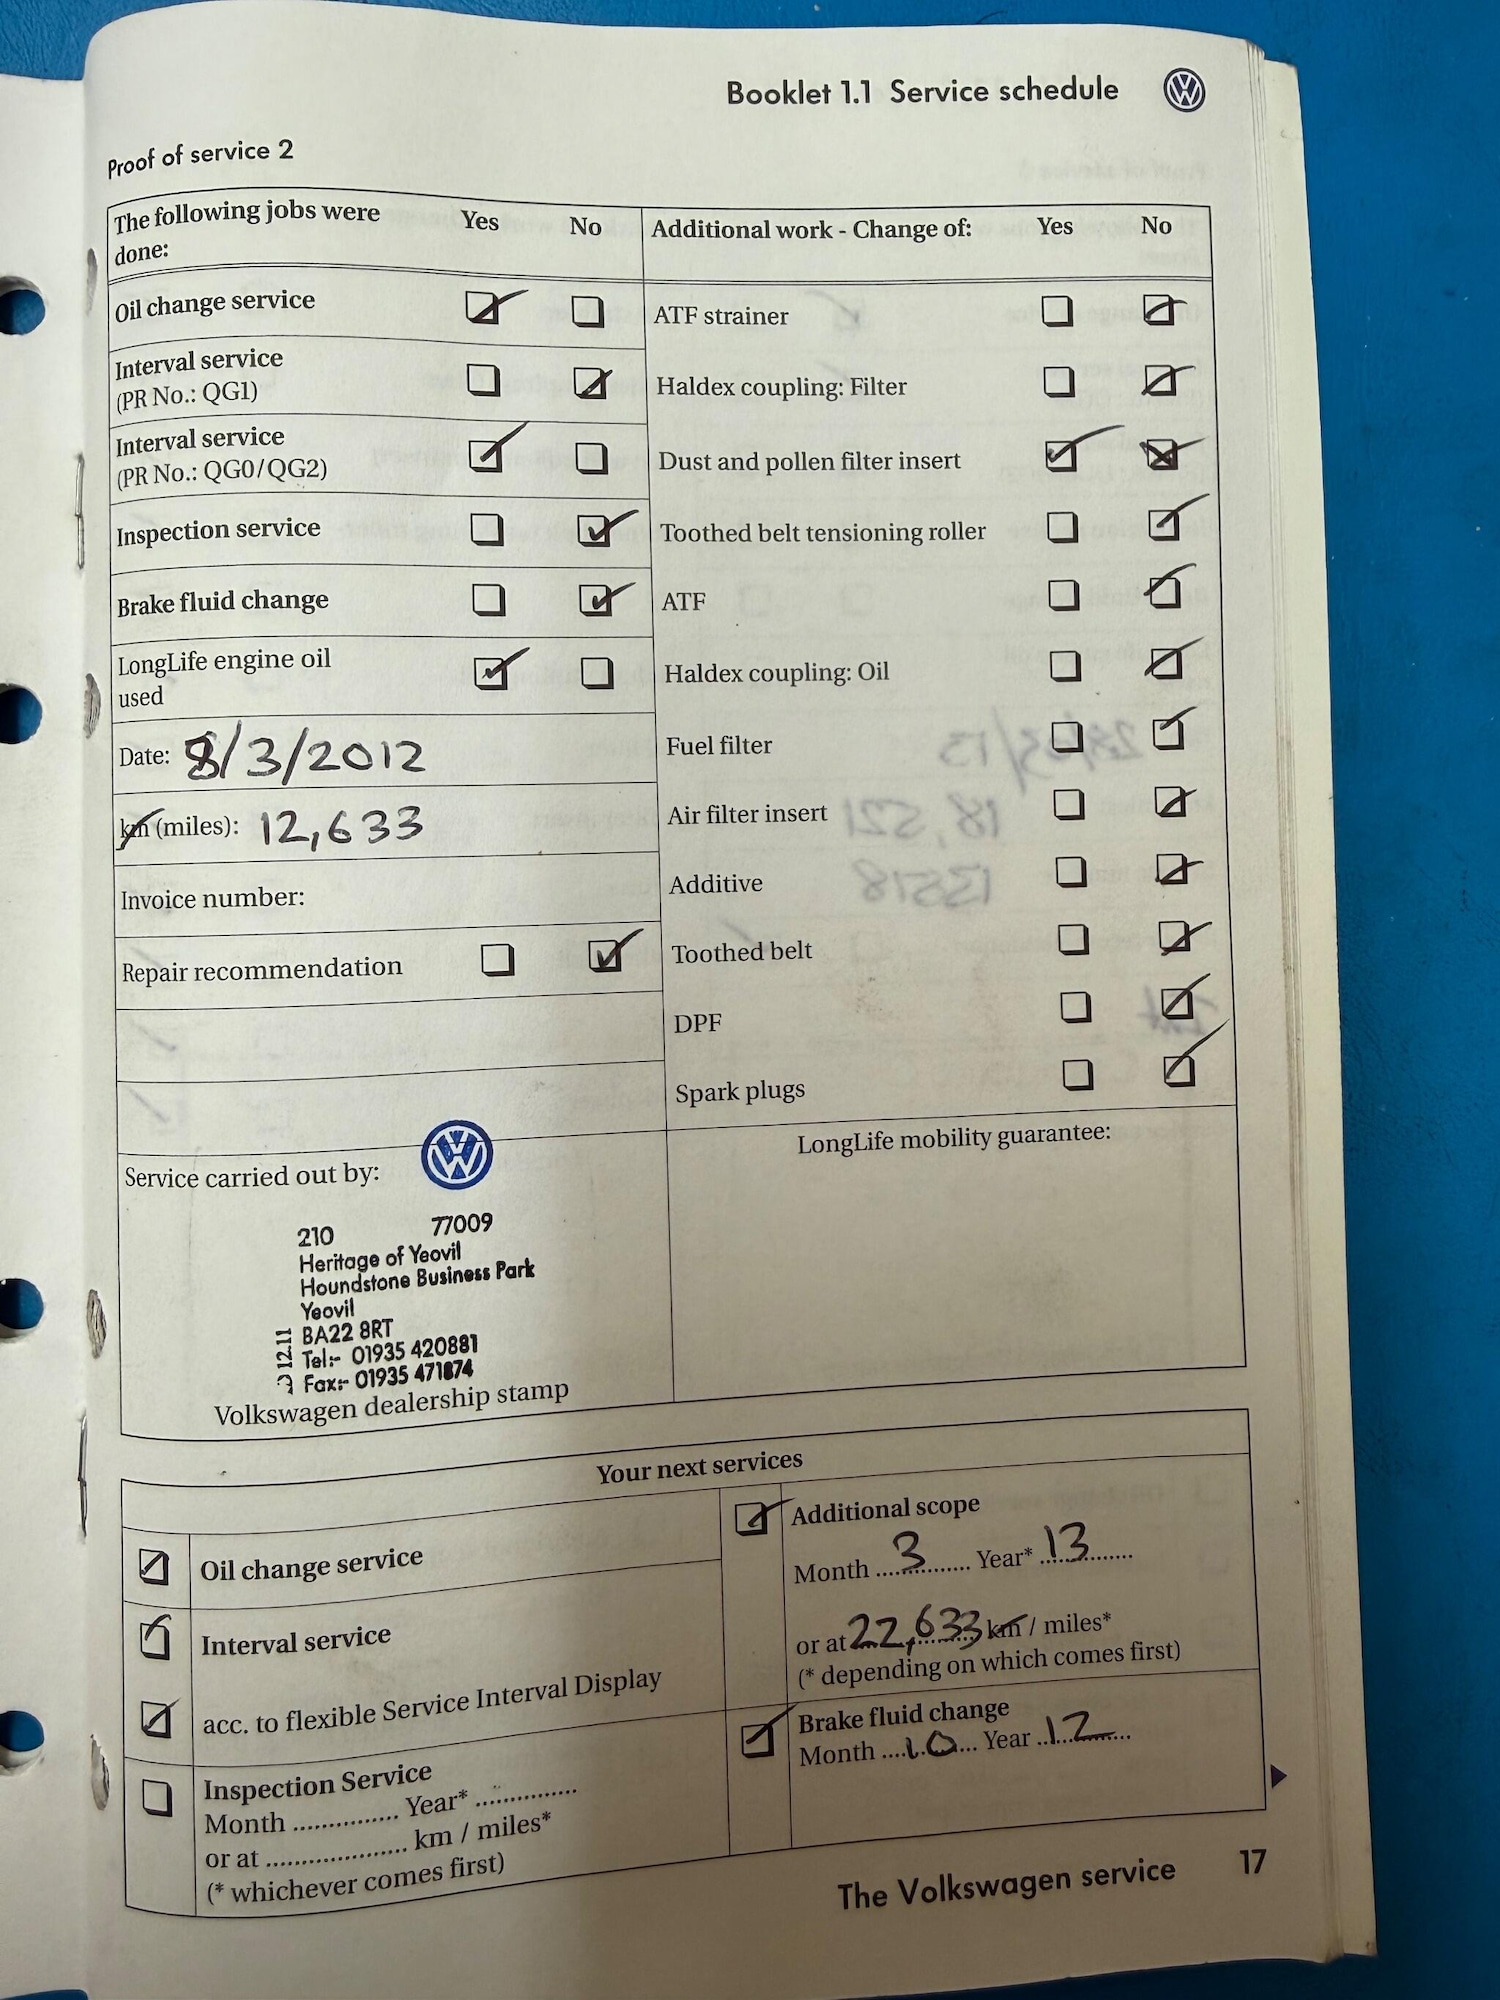 Booklet 1.1 Service schedule
Proof of service 2
The following jobs were done: Yes No
Oil change service
Interval service
(PR No.: QG1)
Interval service
(PR No.: QG0/QG2)
Inspection service
Brake fluid change
LongLife engine oil
used
Date: 8/3/2012
km (miles): 12,633
Invoice number:
Repair recommendation
Additional work - Change of: Yes No
ATF strainer
Haldex coupling: Filter
Dust and pollen filter insert
Toothed belt tensioning roller
ATF
Haldex coupling: Oil
Fuel filter
Air filter insert
Additive
Toothed belt
DPF
Spark plugs
Service carried out by:
210 77009
Heritage of Yeovil
Houndstone Business Park
Yeovil
BA22 8RT
Tel:- 01935 420881
Fax:- 01935 471874
12.11
Volkswagen dealership stamp
LongLife mobility guarantee:
Your next services
Oil change service
Interval service
acc. to flexible Service Interval Display
Inspection Service
Month .............. Year* ..............
or at ................... km / miles*
(* whichever comes first)
Additional scope
Month 3 Year* 13
or at 22,633 km / miles*
(* depending on which comes first)
Brake fluid change
Month 10 Year 12
The Volkswagen service 17